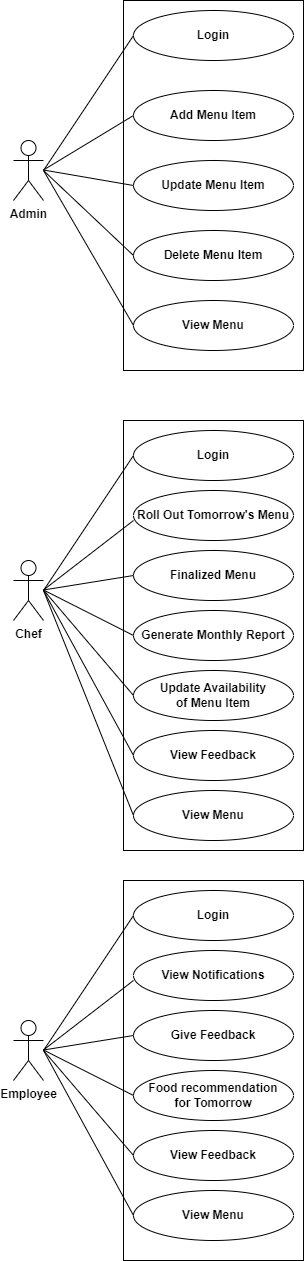 Login
Add Menu Item
Update Menu Item
Delete Menu Item
View Menu
Admin
Login
Roll Out Tomorrow's Menu
Finalized Menu
Generate Monthly Report
Update Availability
of Menu Item
View Feedback
View Menu
Chef
Login
View Notifications
Give Feedback
Food recommendation
for Tomorrow
View Feedback
View Menu
Employee